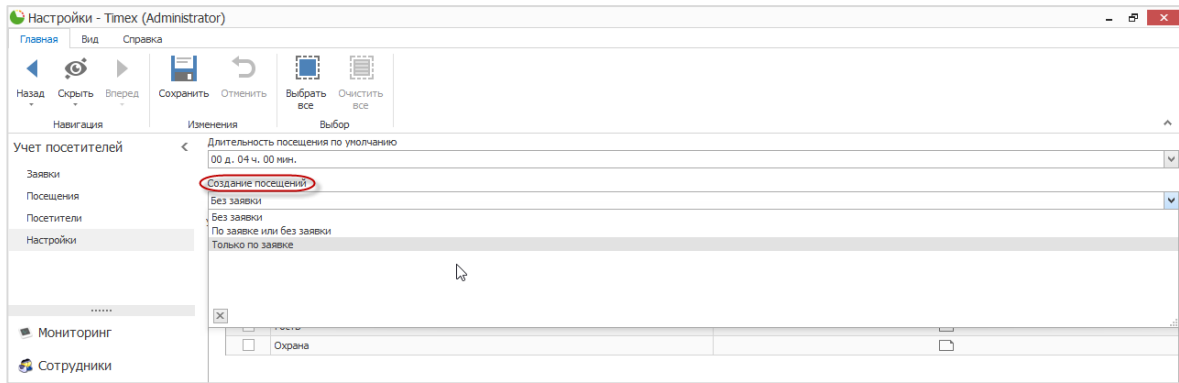 Настройки - Timex (Administrator)
Главная Вид Справка
Назад Скрыть Вперед Сохранить Отменить Выбрать все Очистить все
Навигация Изменения Выбор
Учет посетителей
Заявки
Посещения
Посетители
Настройки
Мониторинг
Сотрудники
Длительность посещения по умолчанию
00 д. 04 ч. 00 мин.
Создание посещений
Без заявки
Без заявки
По заявке или без заявки
Только по заявке
Охрана